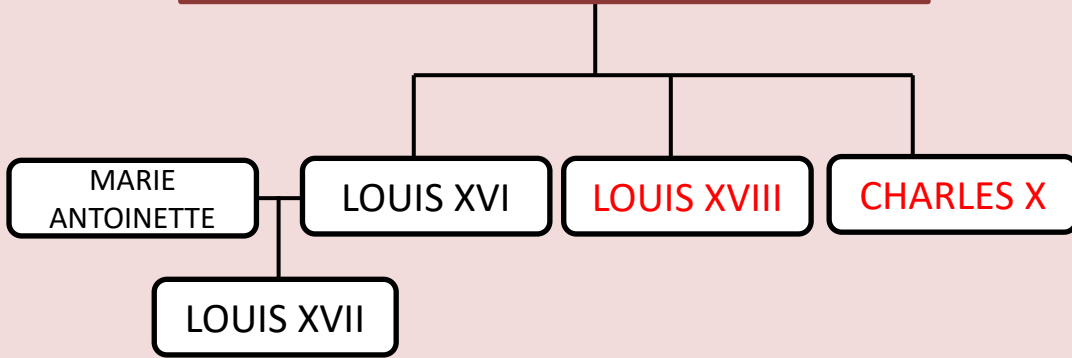 MARIE
ANTOINETTE
LOUIS XVI
LOUIS XVIII
CHARLES X
LOUIS XVII